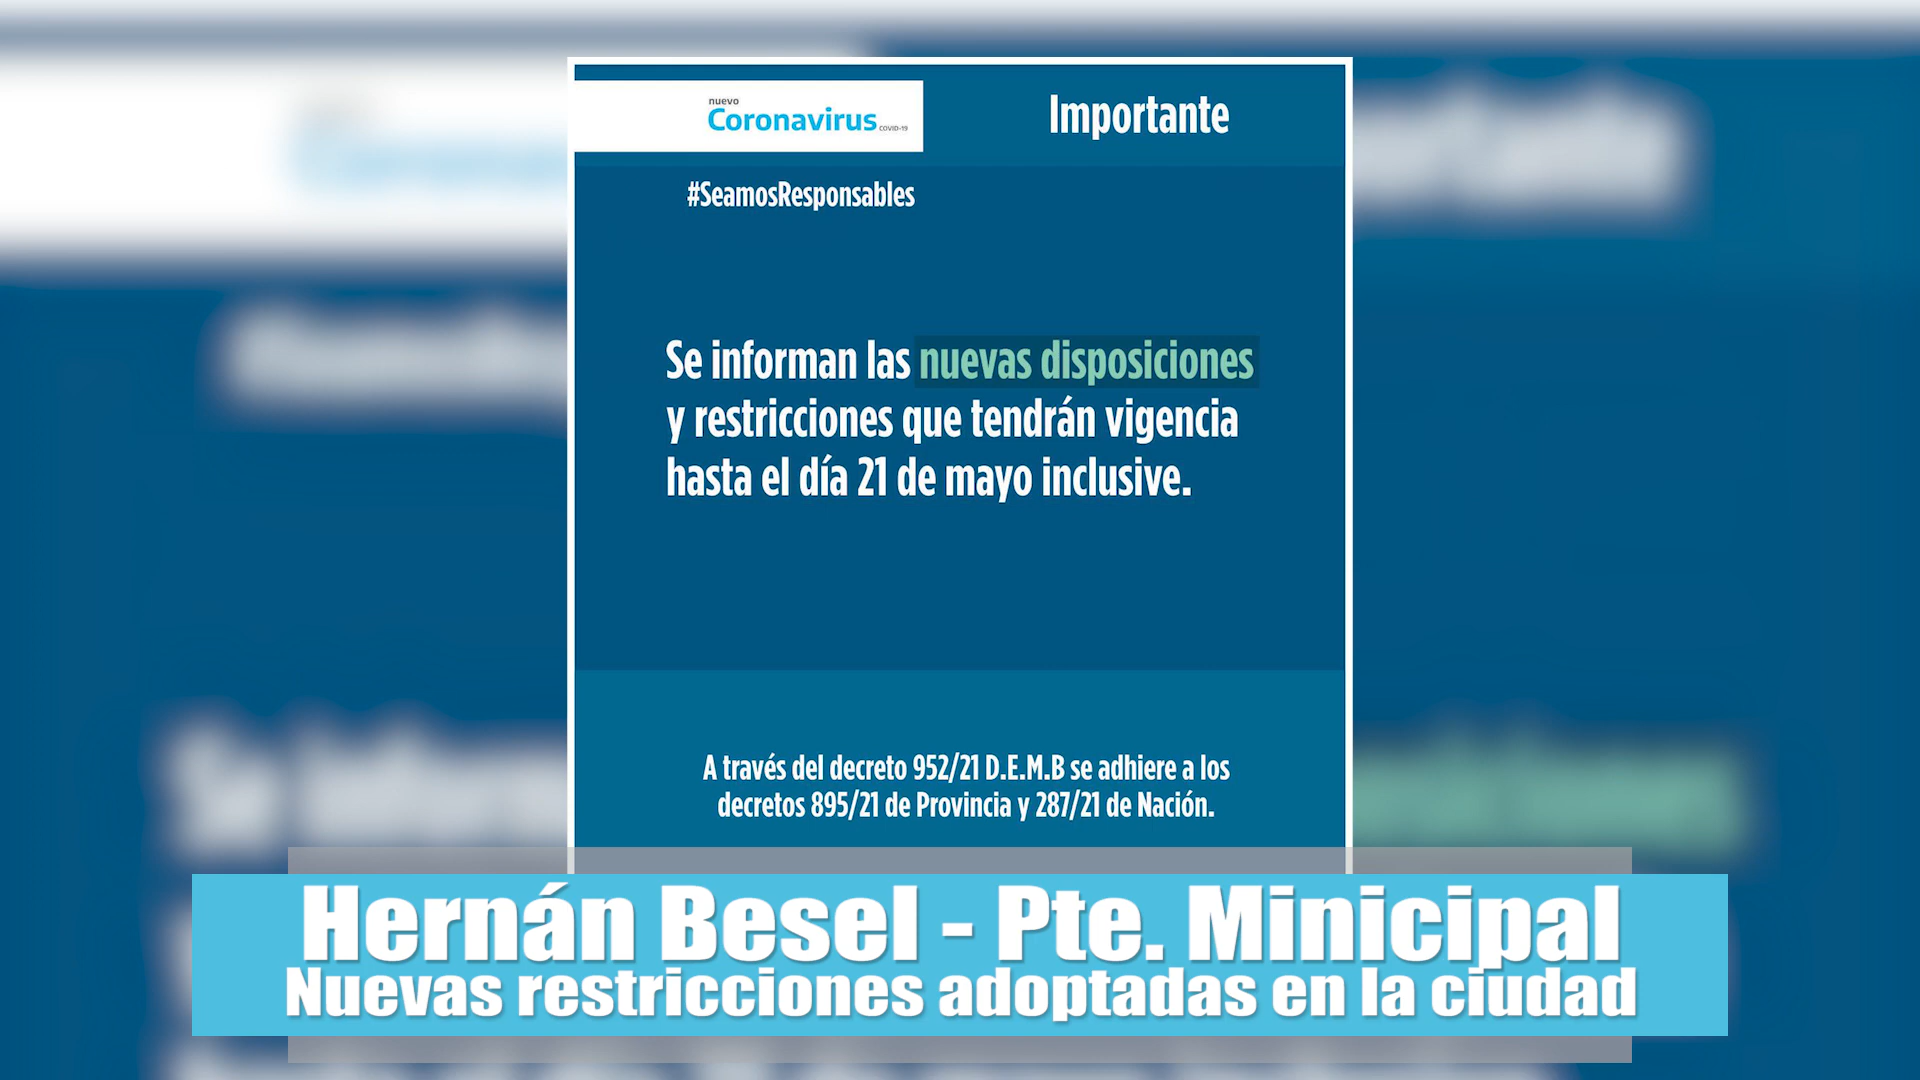 nuevo
Coronavirus COVID-19
Importante
#SeamosResponsables
Se informan las nuevas disposiciones
y restricciones que tendrán vigencia
hasta el día 21 de mayo inclusive.
A través del decreto 952/21 D.E.M.B se adhiere a los
decretos 895/21 de Provincia y 287/21 de Nación.
Hernán Besel - Pte. Minicipal
Nuevas restricciones adoptadas en la ciudad